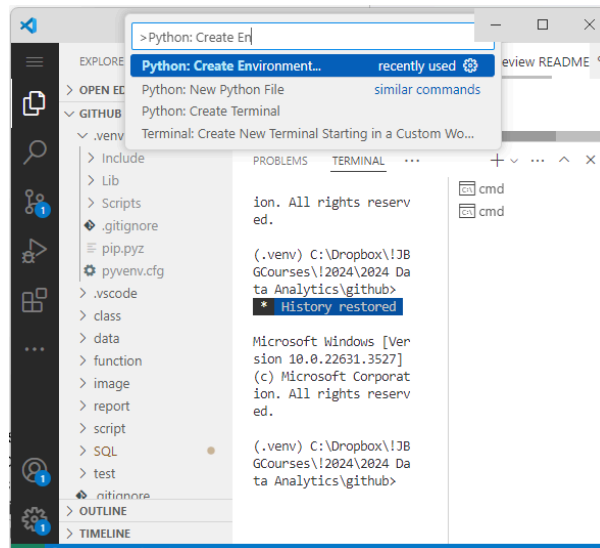 >Python: Create En
Python: Create Environment... recently used
Python: New Python File similar commands
Python: Create Terminal
Terminal: Create New Terminal Starting in a Custom Wo...
EXPLORE
eview README
OPEN ED
GITHUB
.venv
Include
Lib
Scripts
.gitignore
pip.pyz
pyvenv.cfg
.vscode
class
data
function
image
report
script
SQL
test
.gitignore
OUTLINE
TIMELINE
1
1
1
PROBLEMS TERMINAL ...
ion. All rights reserv
ed.
(.venv) C:\Dropbox\!JB
GCourses\!2024\2024 Da
ta Analytics\github>
* History restored
Microsoft Windows [Ver
sion 10.0.22631.3527]
(c) Microsoft Corporat
ion. All rights reserv
ed.
(.venv) C:\Dropbox\!JB
GCourses\!2024\2024 Da
ta Analytics\github>
cmd
cmd